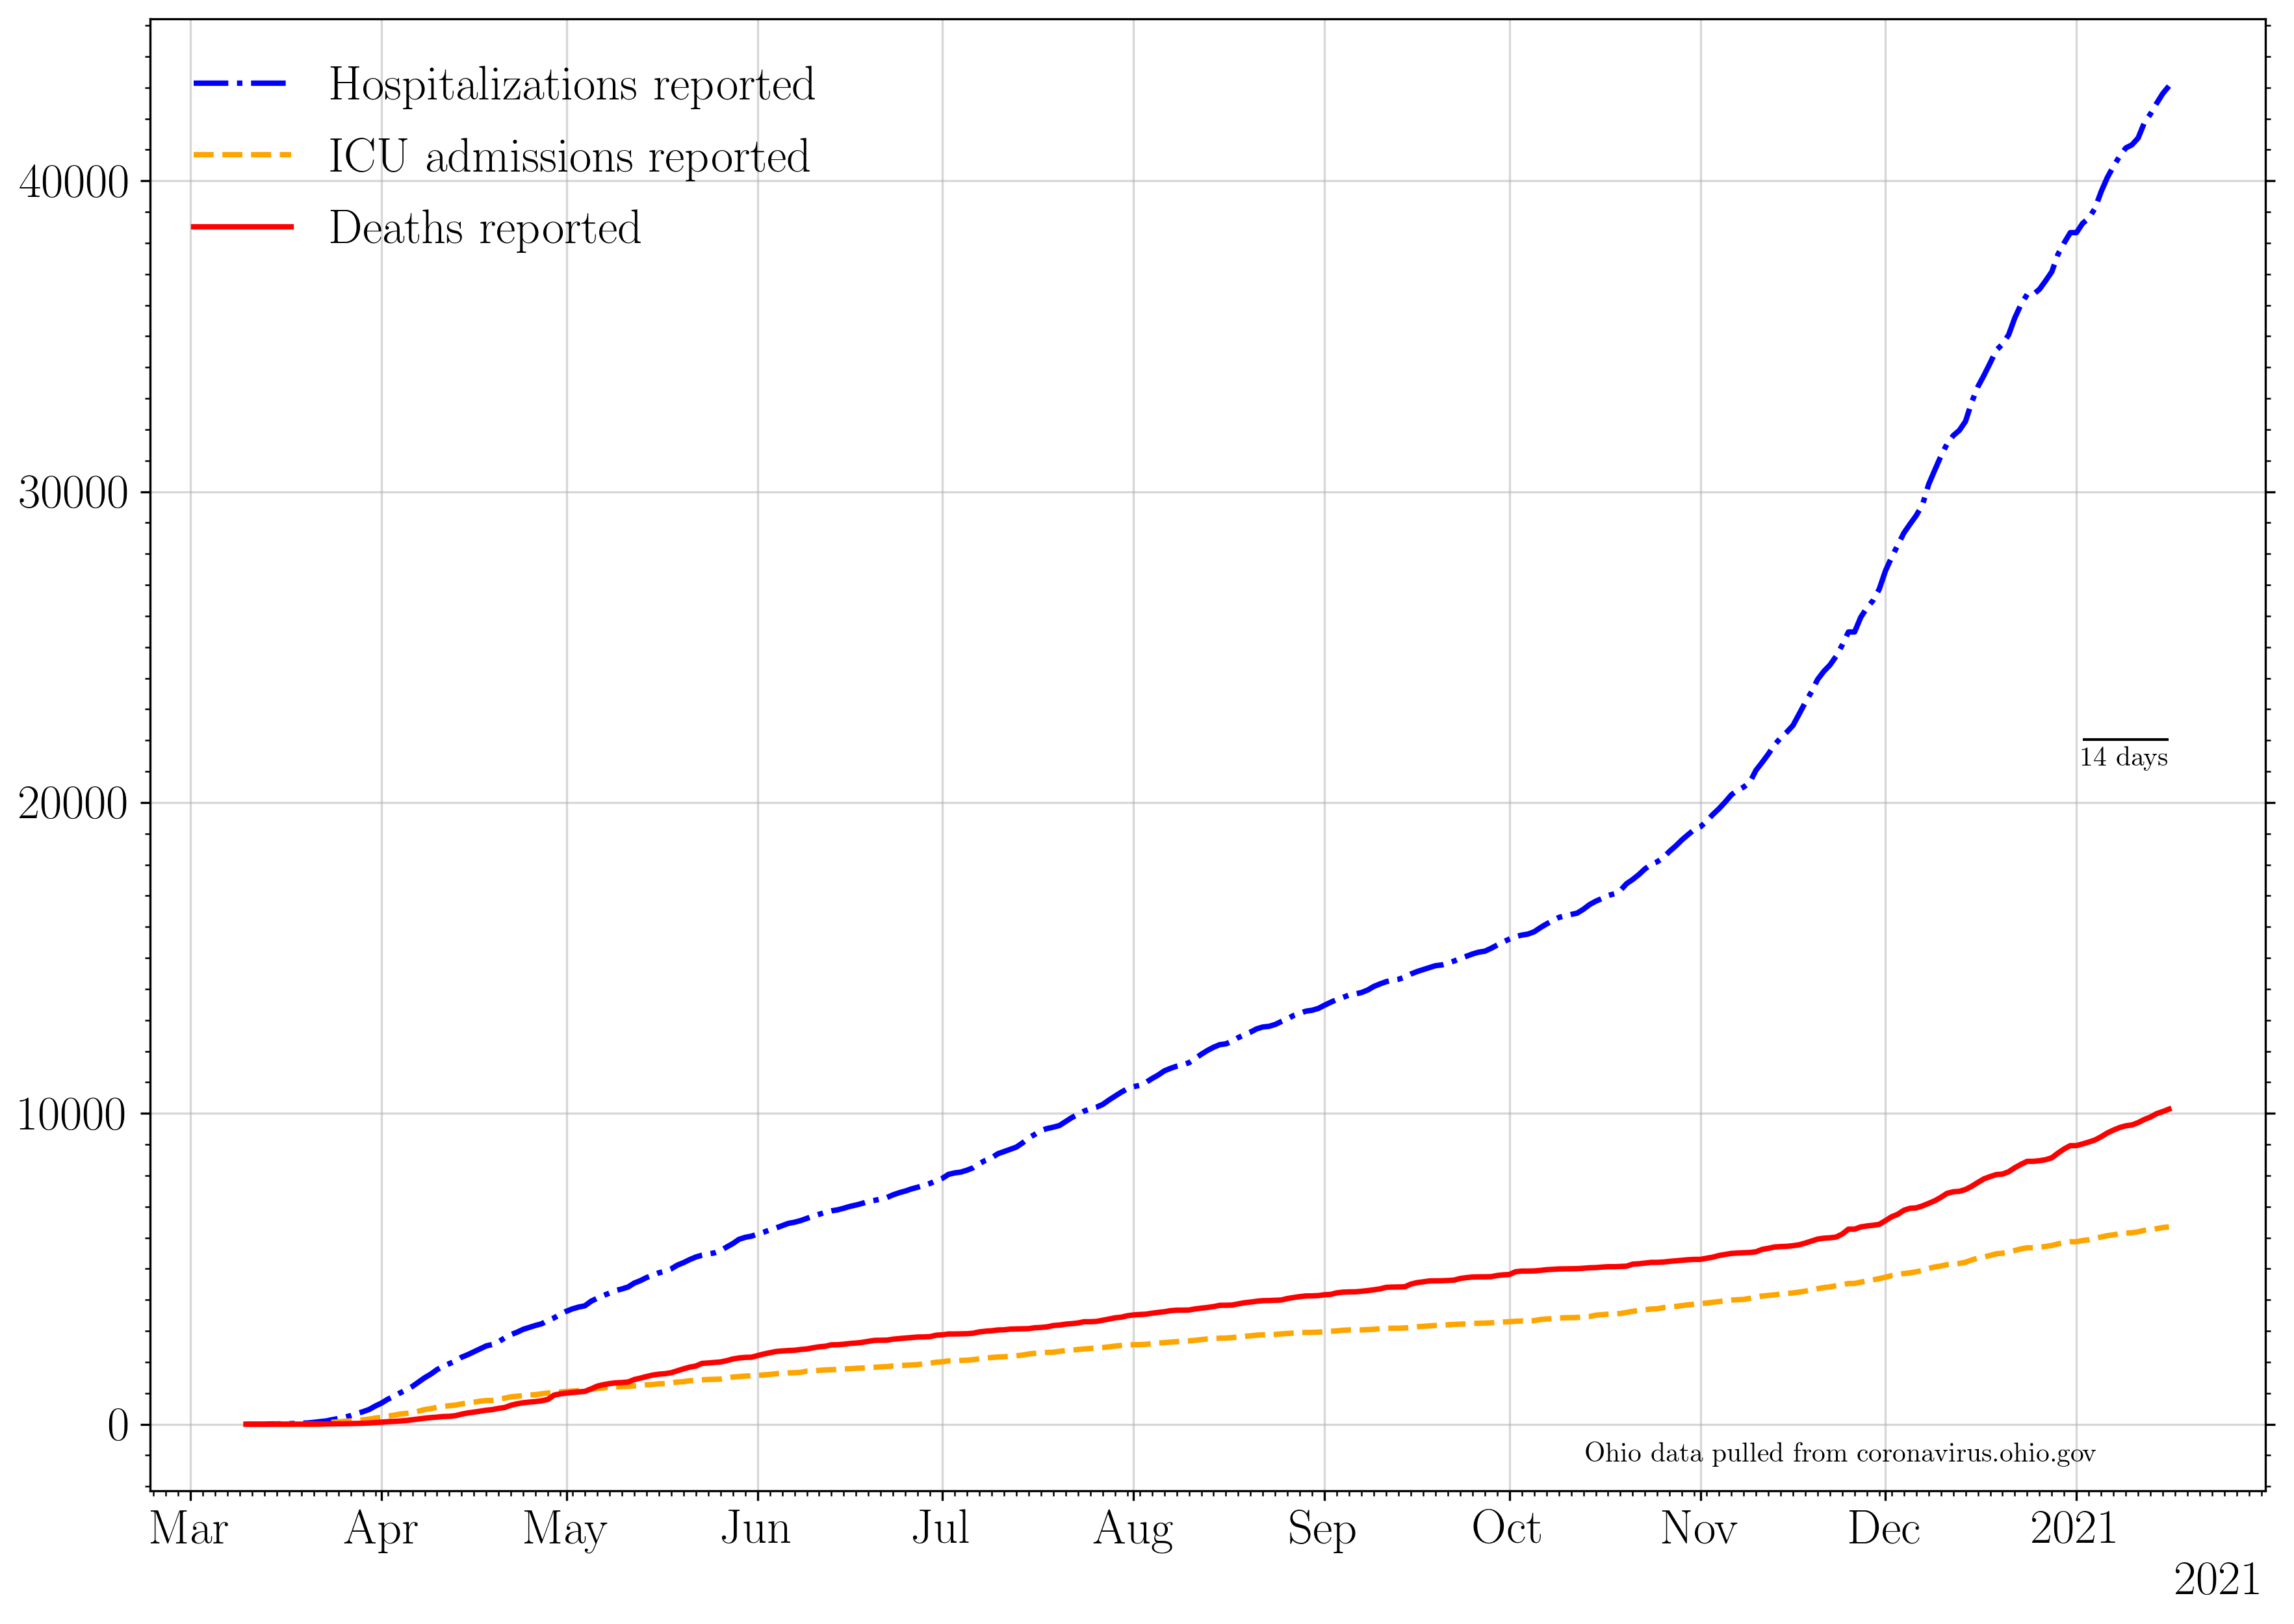 Hospitalizations reported
ICU admissions reported
Deaths reported
40000
30000
20000
10000
0
14 days
Ohio data pulled from coronavirus.ohio.gov
Mar Apr May Jun Jul Aug Sep Oct Nov Dec 2021
2021